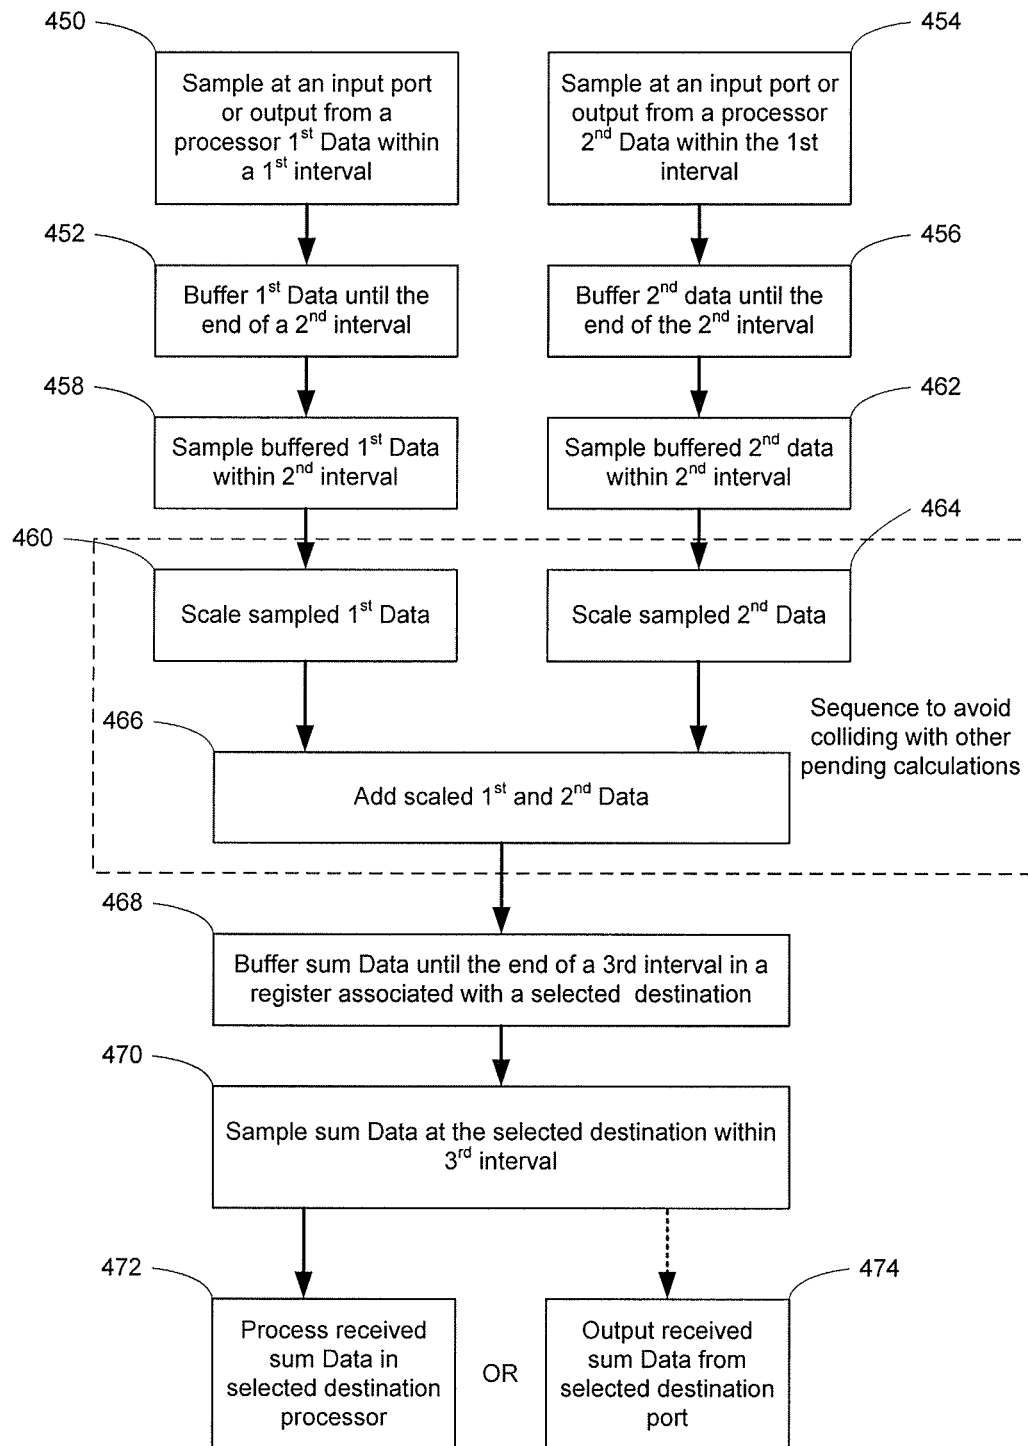 450
454
Sample at an input port
or output from a
processor 1st Data within
a 1st interval
Sample at an input port or
output from a processor
2nd Data within the 1st
interval
452
456
Buffer 1st Data until the
end of a 2nd interval
Buffer 2nd data until the
end of the 2nd interval
458
462
Sample buffered 1st Data
within 2nd interval
Sample buffered 2nd data
within 2nd interval
460
464
Scale sampled 1st Data
Scale sampled 2nd Data
466
Sequence to avoid
colliding with other
pending calculations
Add scaled 1st and 2nd Data
468
Buffer sum Data until the end of a 3rd interval in a
register associated with a selected destination
470
Sample sum Data at the selected destination within
3rd interval
472
474
Process received
sum Data in
selected destination
processor
OR
Output received
sum Data from
selected destination
port